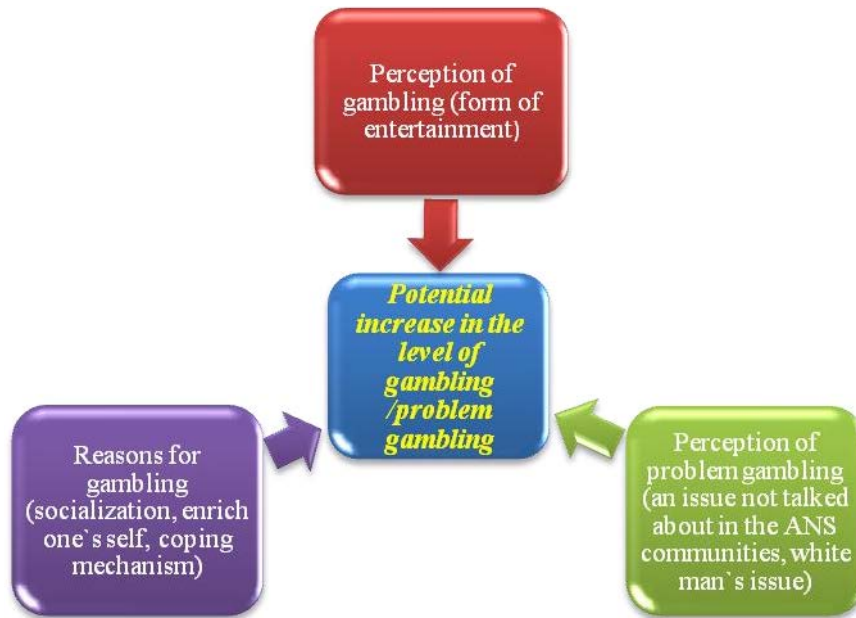 Perception of
gambling (form of
entertainment)
Potential
increase in the
level of
gambling
/problem
gambling
Reasons for
gambling
(socialization, enrich
one`s self, coping
mechanism)
Perception of
problem gambling
(an issue not talked
about in the ANS
communities, white
man`s issue)